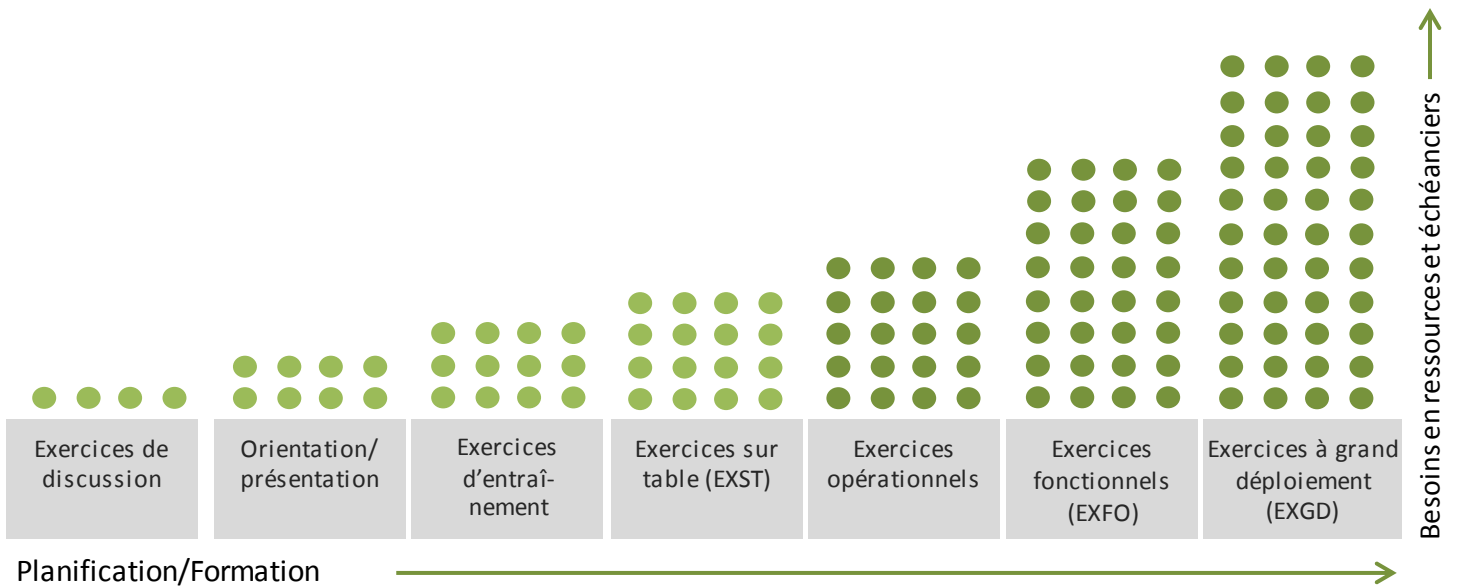 Exercices de
discussion
Orientation/
présentation
Exercices
d'entraî-
nement
Exercices sur
table (EXST)
Exercices
opérationnels
Exercices
fonctionnels
(EXFO)
Exercices à grand
déploiement
(EXGD)
Besoins en ressources et échéanciers
Planification/Formation